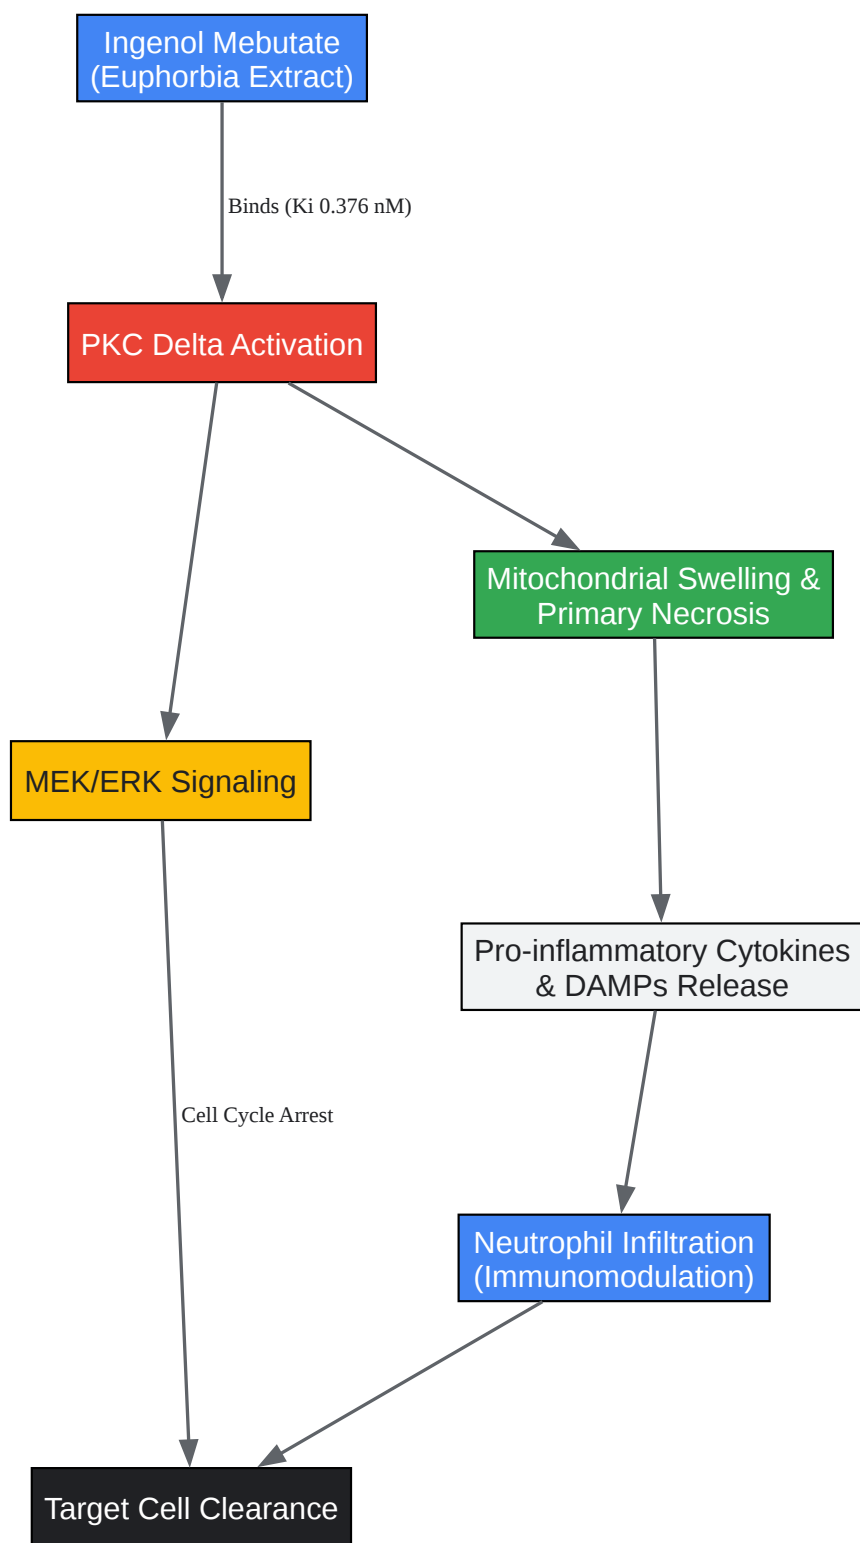 Ingenol Mebutate
(Euphorbia Extract)
Binds (Ki 0.376 nM)
PKC Delta Activation
Mitochondrial Swelling &
Primary Necrosis
MEK/ERK Signaling
Pro-inflammatory Cytokines
& DAMPs Release
Cell Cycle Arrest
Neutrophil Infiltration
(Immunomodulation)
Target Cell Clearance